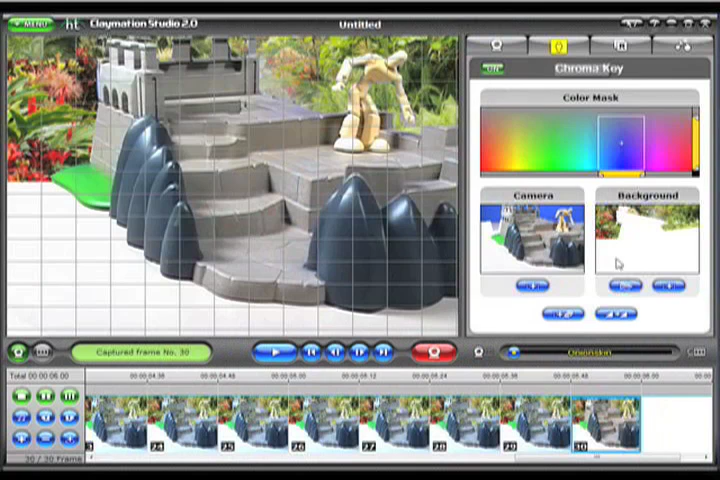 MENU
ht Claymation Studio 2.0
Untitled
Chroma Key
Color Mask
Camera
Background
Captured frame No. 30
Onionskin
Total 00:00:06.00
00:00:04.36
00:00:04.48
00:00:05.00
00:00:05.12
00:00:05.24
00:00:05.36
00:00:05.48
00:00:06.00
3
24
25
26
27
28
29
30
30 / 30 Frame